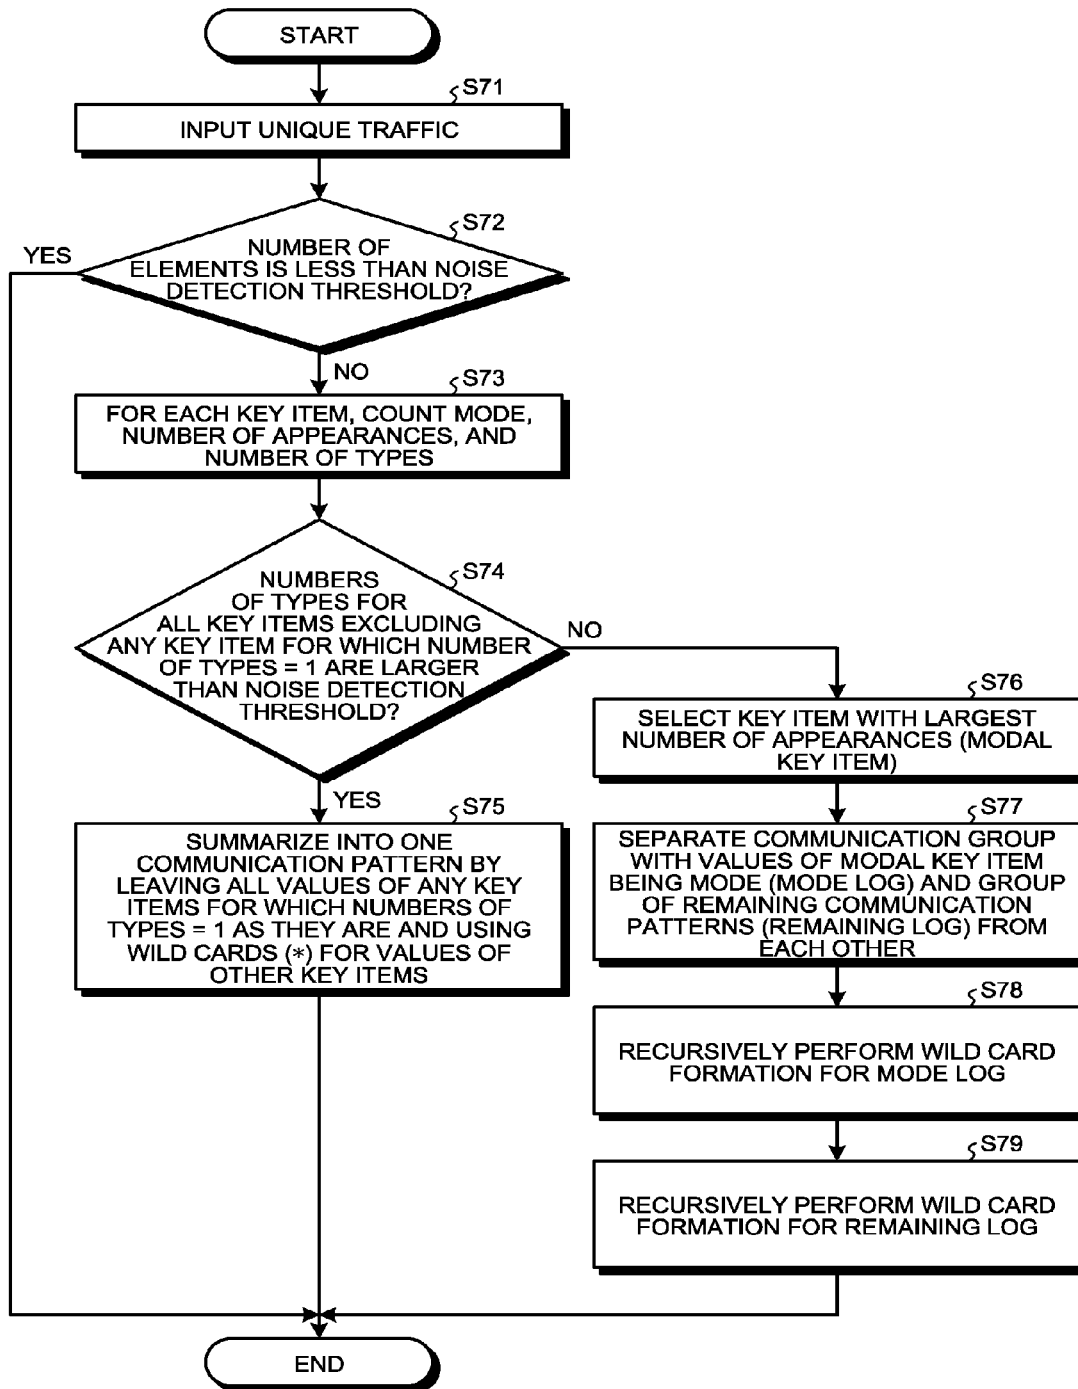 START
S71
INPUT UNIQUE TRAFFIC
S72
YES
NUMBER OF
ELEMENTS IS LESS THAN NOISE
DETECTION THRESHOLD?
NO
S73
FOR EACH KEY ITEM, COUNT MODE,
NUMBER OF APPEARANCES, AND
NUMBER OF TYPES
S74
NUMBERS
OF TYPES FOR
ALL KEY ITEMS EXCLUDING
ANY KEY ITEM FOR WHICH NUMBER
OF TYPES = 1 ARE LARGER
THAN NOISE DETECTION
THRESHOLD?
NO
YES
S75
SUMMARIZE INTO ONE
COMMUNICATION PATTERN BY
LEAVING ALL VALUES OF ANY KEY
ITEMS FOR WHICH NUMBERS OF
TYPES = 1 AS THEY ARE AND USING
WILD CARDS (*) FOR VALUES OF
OTHER KEY ITEMS
S76
SELECT KEY ITEM WITH LARGEST
NUMBER OF APPEARANCES (MODAL
KEY ITEM)
S77
SEPARATE COMMUNICATION GROUP
WITH VALUES OF MODAL KEY ITEM
BEING MODE (MODE LOG) AND GROUP
OF REMAINING COMMUNICATION
PATTERNS (REMAINING LOG) FROM
EACH OTHER
S78
RECURSIVELY PERFORM WILD CARD
FORMATION FOR MODE LOG
S79
RECURSIVELY PERFORM WILD CARD
FORMATION FOR REMAINING LOG
END